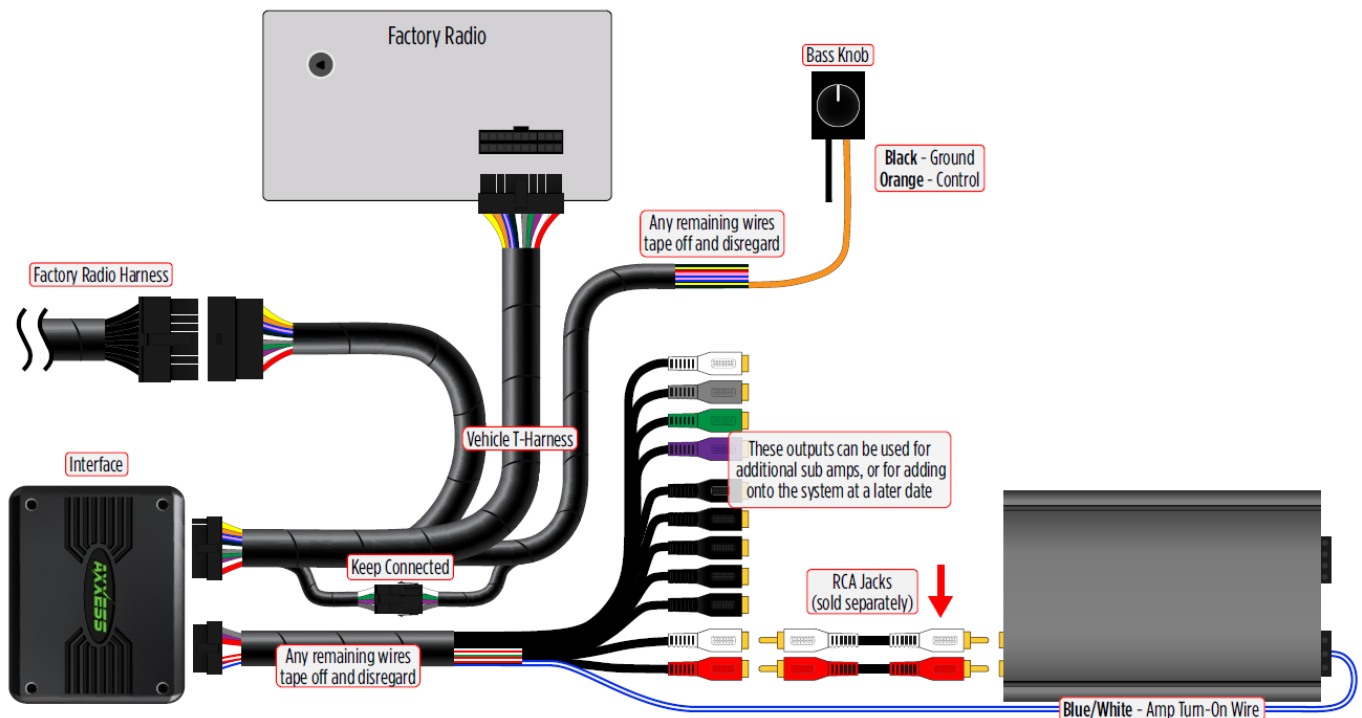 Factory Radio
Bass Knob
Black - Ground
Orange - Control
Any remaining wires
tape off and disregard
Factory Radio Harness
Vehicle T-Harness
These outputs can be used for
additional sub amps, or for adding
onto the system at a later date
Interface
AXXESS
Keep Connected
RCA Jacks
(sold separately)
Any remaining wires
tape off and disregard
Blue/White - Amp Turn-On Wire